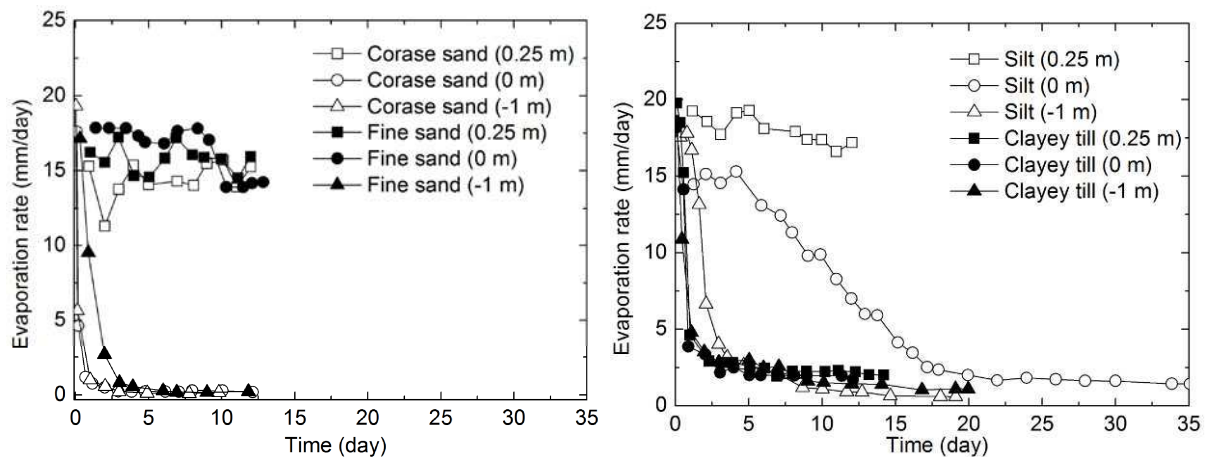 25
20
15
10
5
0
Evaporation rate (mm/day)
Corase sand (0.25 m)
Corase sand (0 m)
Corase sand (-1 m)
Fine sand (0.25 m)
Fine sand (0 m)
Fine sand (-1 m)
0 5 10 15 20 25 30 35
Time (day)
25
20
15
10
5
0
Evaporation rate (mm/day)
Silt (0.25 m)
Silt (0 m)
Silt (-1 m)
Clayey till (0.25 m)
Clayey till (0 m)
Clayey till (-1 m)
0 5 10 15 20 25 30 35
Time (day)